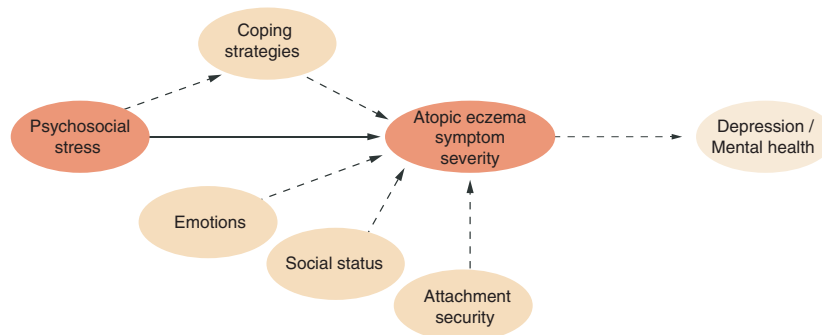 Coping
strategies
Psychosocial
stress
Atopic eczema
symptom
severity
Depression /
Mental health
Emotions
Social status
Attachment
security